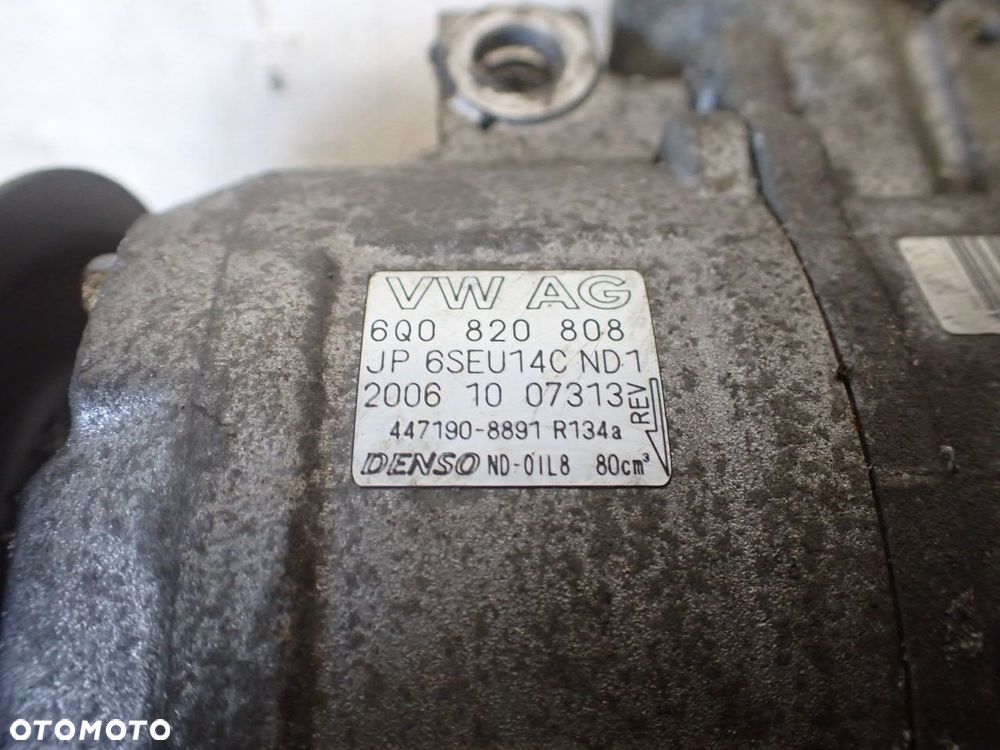 VW AG
6Q0 820 808
JP 6SEU14C ND1
2006 10 07313
REV
447190-8891 R134a
DENSO ND-OIL8 80cm³
OTOMOTO